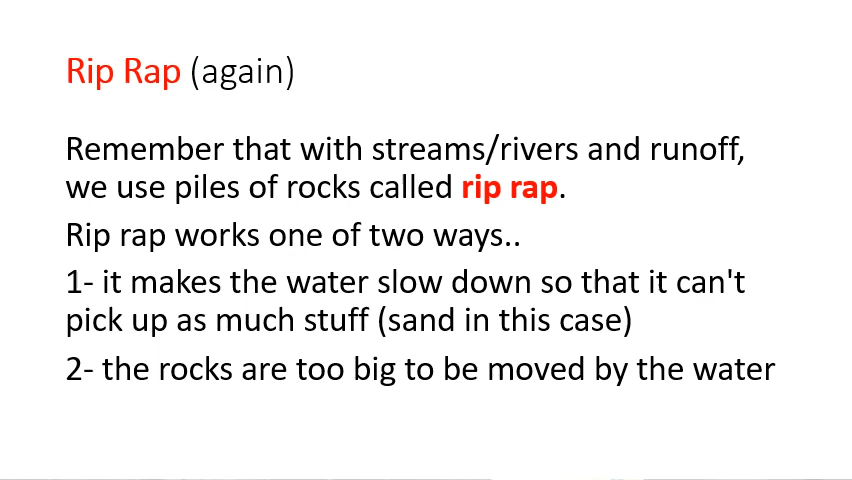 Rip Rap (again)
Remember that with streams/rivers and runoff,
we use piles of rocks called rip rap.
Rip rap works one of two ways..
1- it makes the water slow down so that it can't
pick up as much stuff (sand in this case)
2- the rocks are too big to be moved by the water